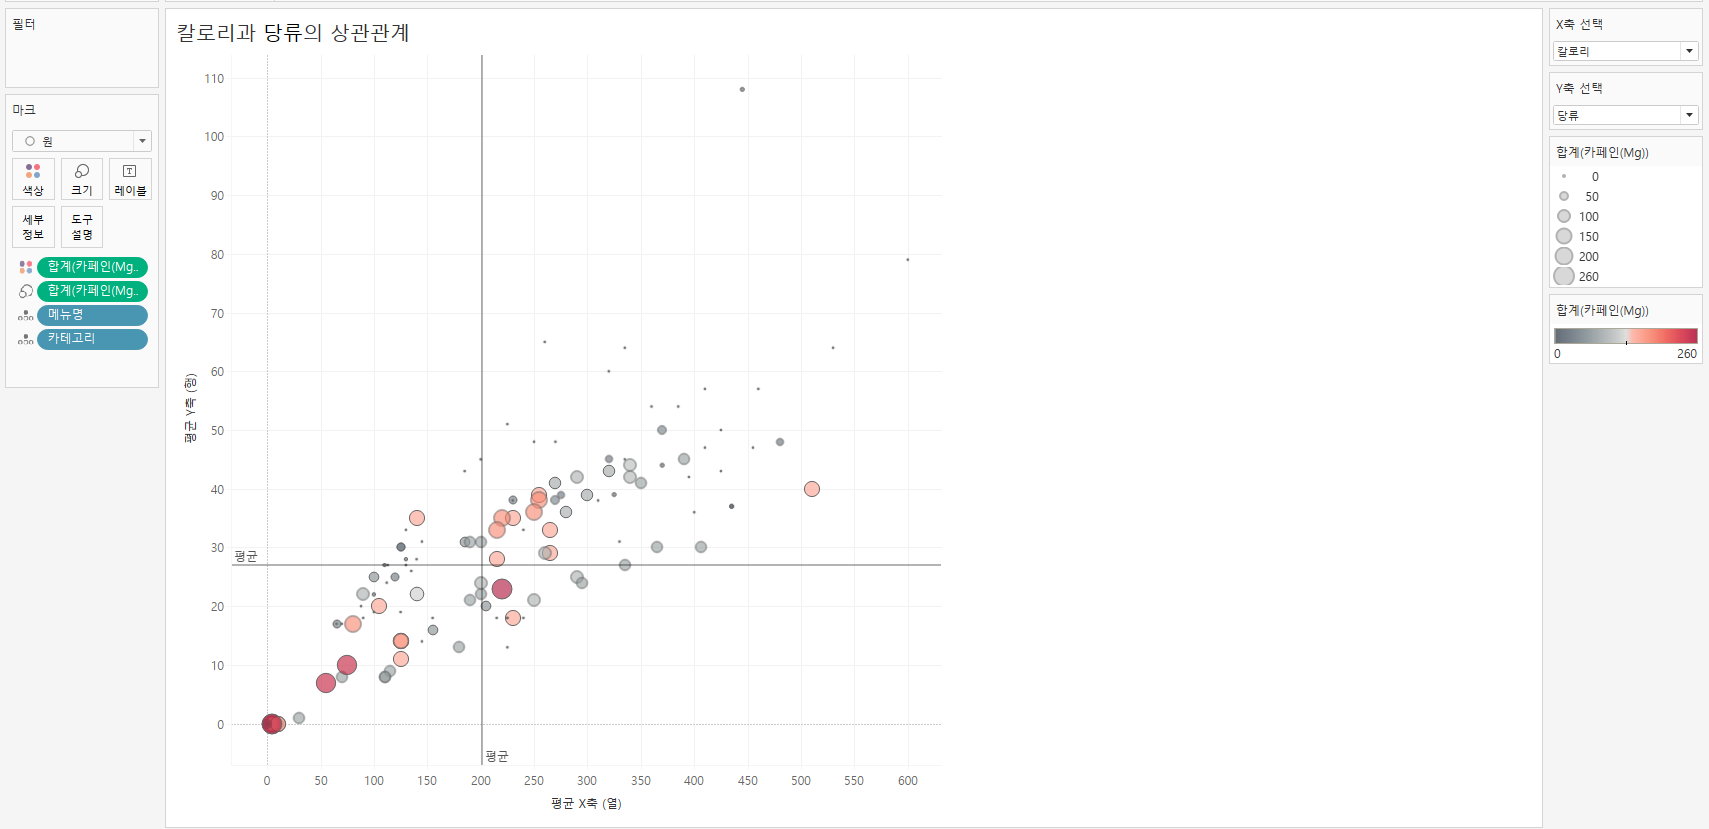 필터
마크
원
색상
크기
T
레이블
세부
정보
도구
설명
합계(카페인(Mg..
합계(카페인(Mg..
메뉴명
카테고리
칼로리과 당류의 상관관계
평균 Y축 (행)
110
100
90
80
70
60
50
40
30
20
10
0
평균
평균
0
50
100
150
200
250
300
350
400
450
500
550
600
평균 X축 (열)
X축 선택
칼로리
Y축 선택
당류
합계(카페인(Mg))
0
50
100
150
200
260
합계(카페인(Mg))
0
260